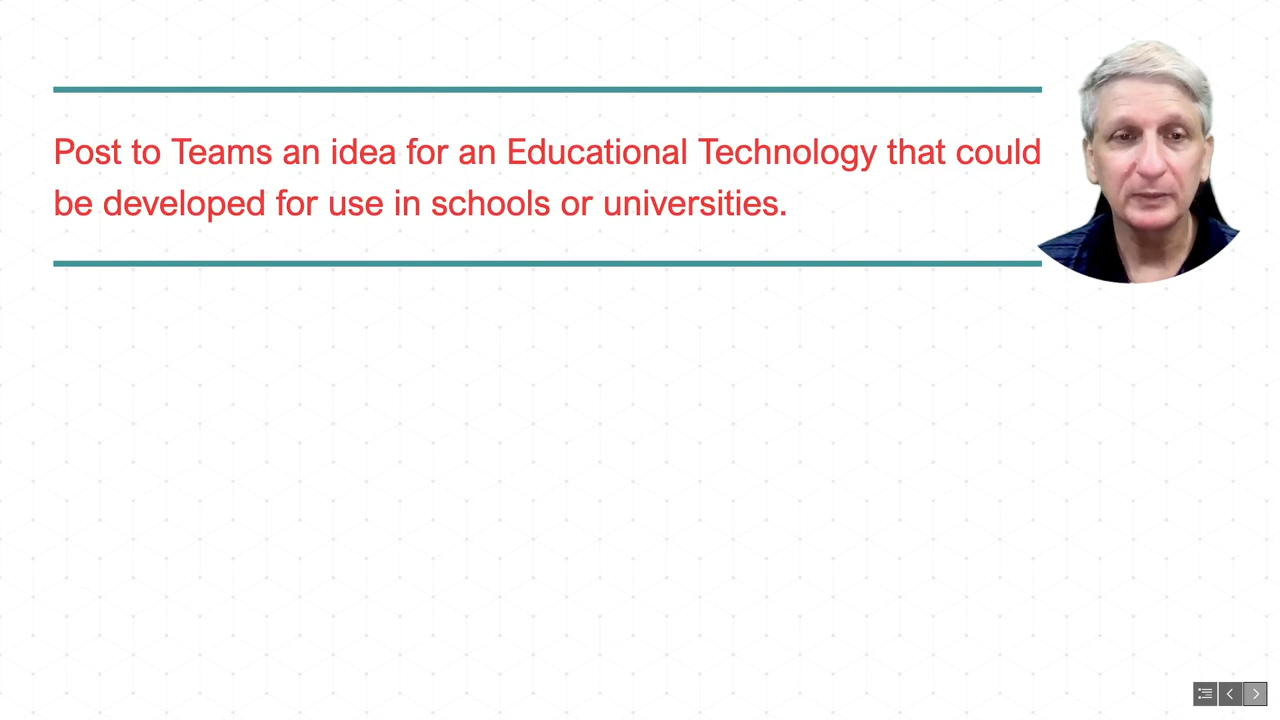 Post to Teams an idea for an Educational Technology that could
be developed for use in schools or universities.